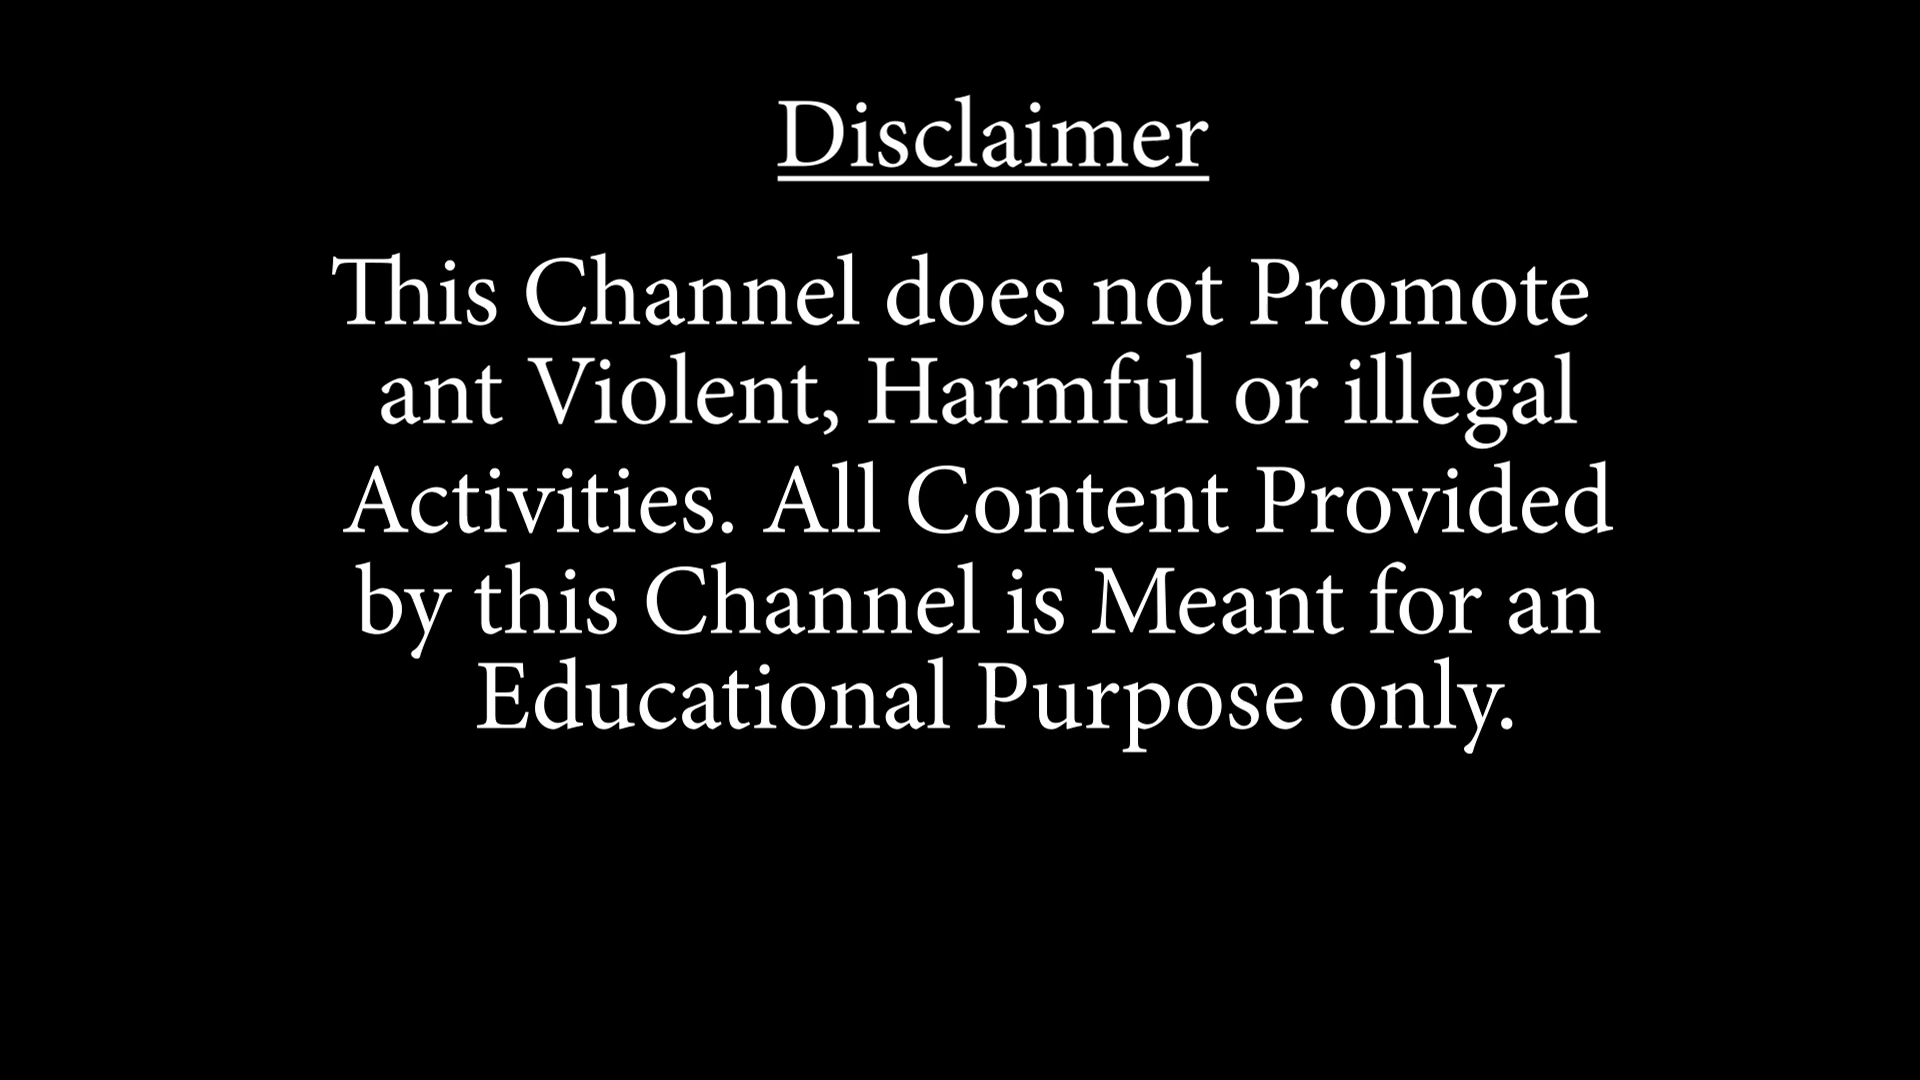 Disclaimer
This Channel does not Promote
ant Violent, Harmful or illegal
Activities. All Content Provided
by this Channel is Meant for an
Educational Purpose only.